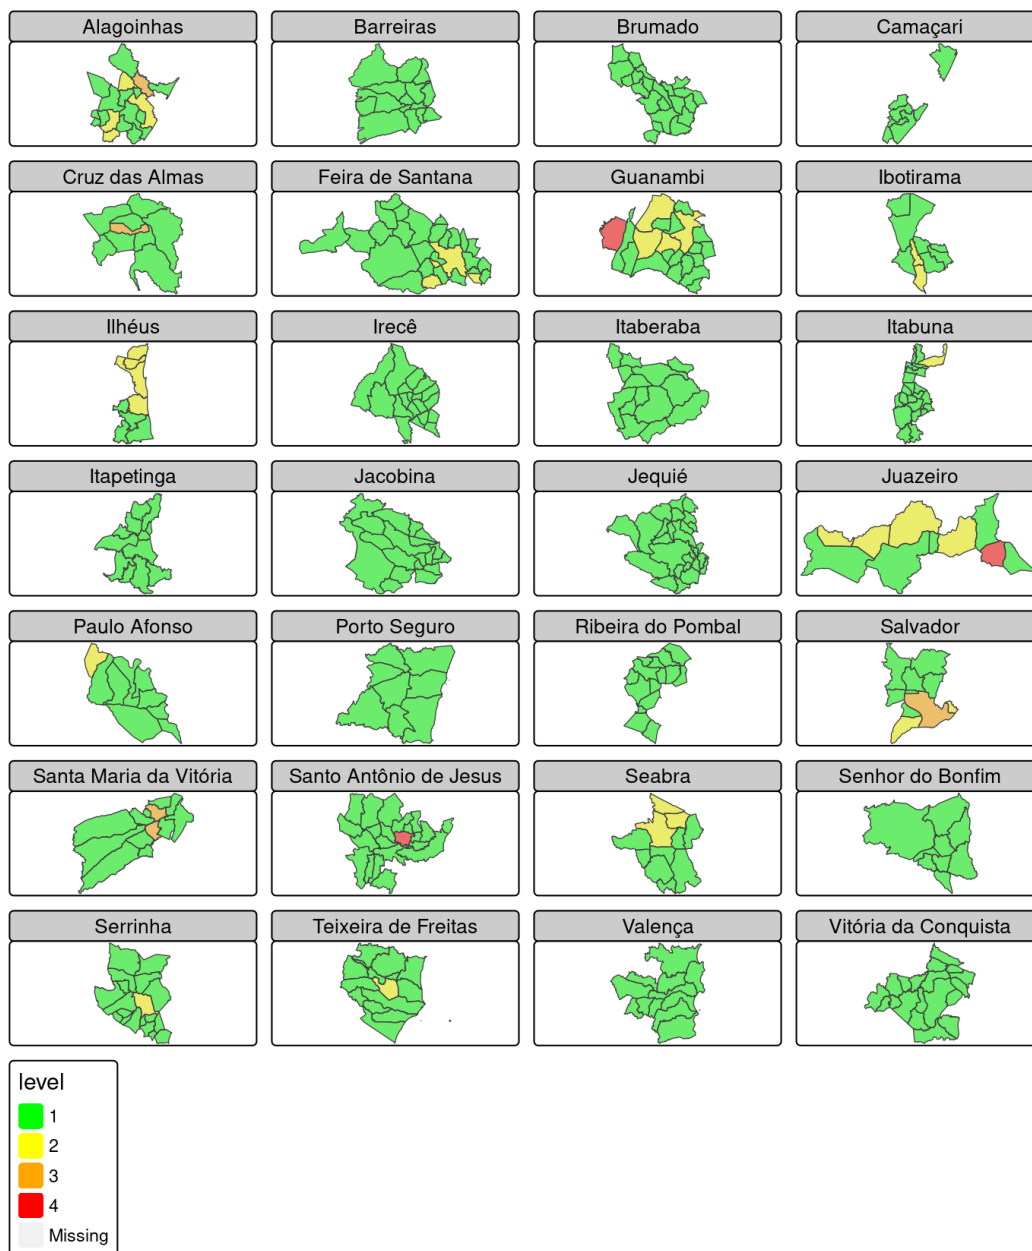 Alagoinhas
Barreiras
Brumado
Camaçari
Cruz das Almas
Feira de Santana
Guanambi
Ibotirama
Ilhéus
Irecê
Itaberaba
Itabuna
Itapetinga
Jacobina
Jequié
Juazeiro
Paulo Afonso
Porto Seguro
Ribeira do Pombal
Salvador
Santa Maria da Vitória
Santo Antônio de Jesus
Seabra
Senhor do Bonfim
Serrinha
Teixeira de Freitas
Valença
Vitória da Conquista
level
1
2
3
4
Missing